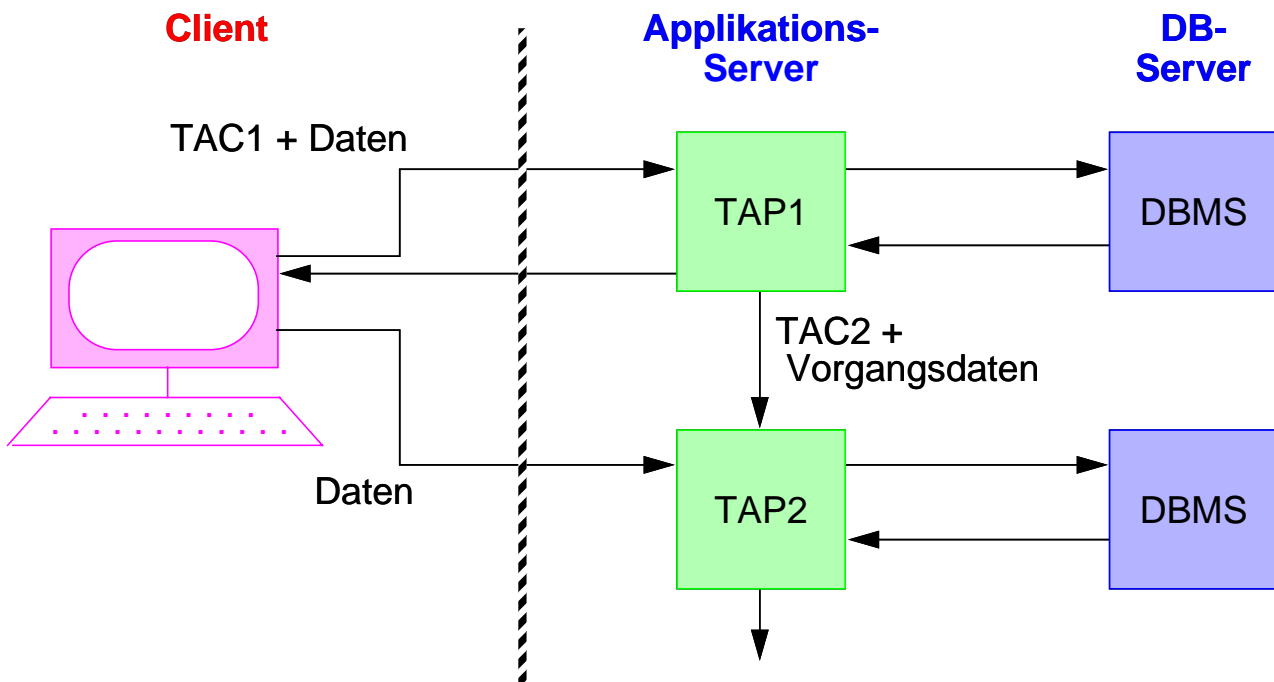 Client
Applikations-
Server
DB-
Server
TAC1 + Daten
TAP1
DBMS
TAC2 +
Vorgangsdaten
Daten
TAP2
DBMS